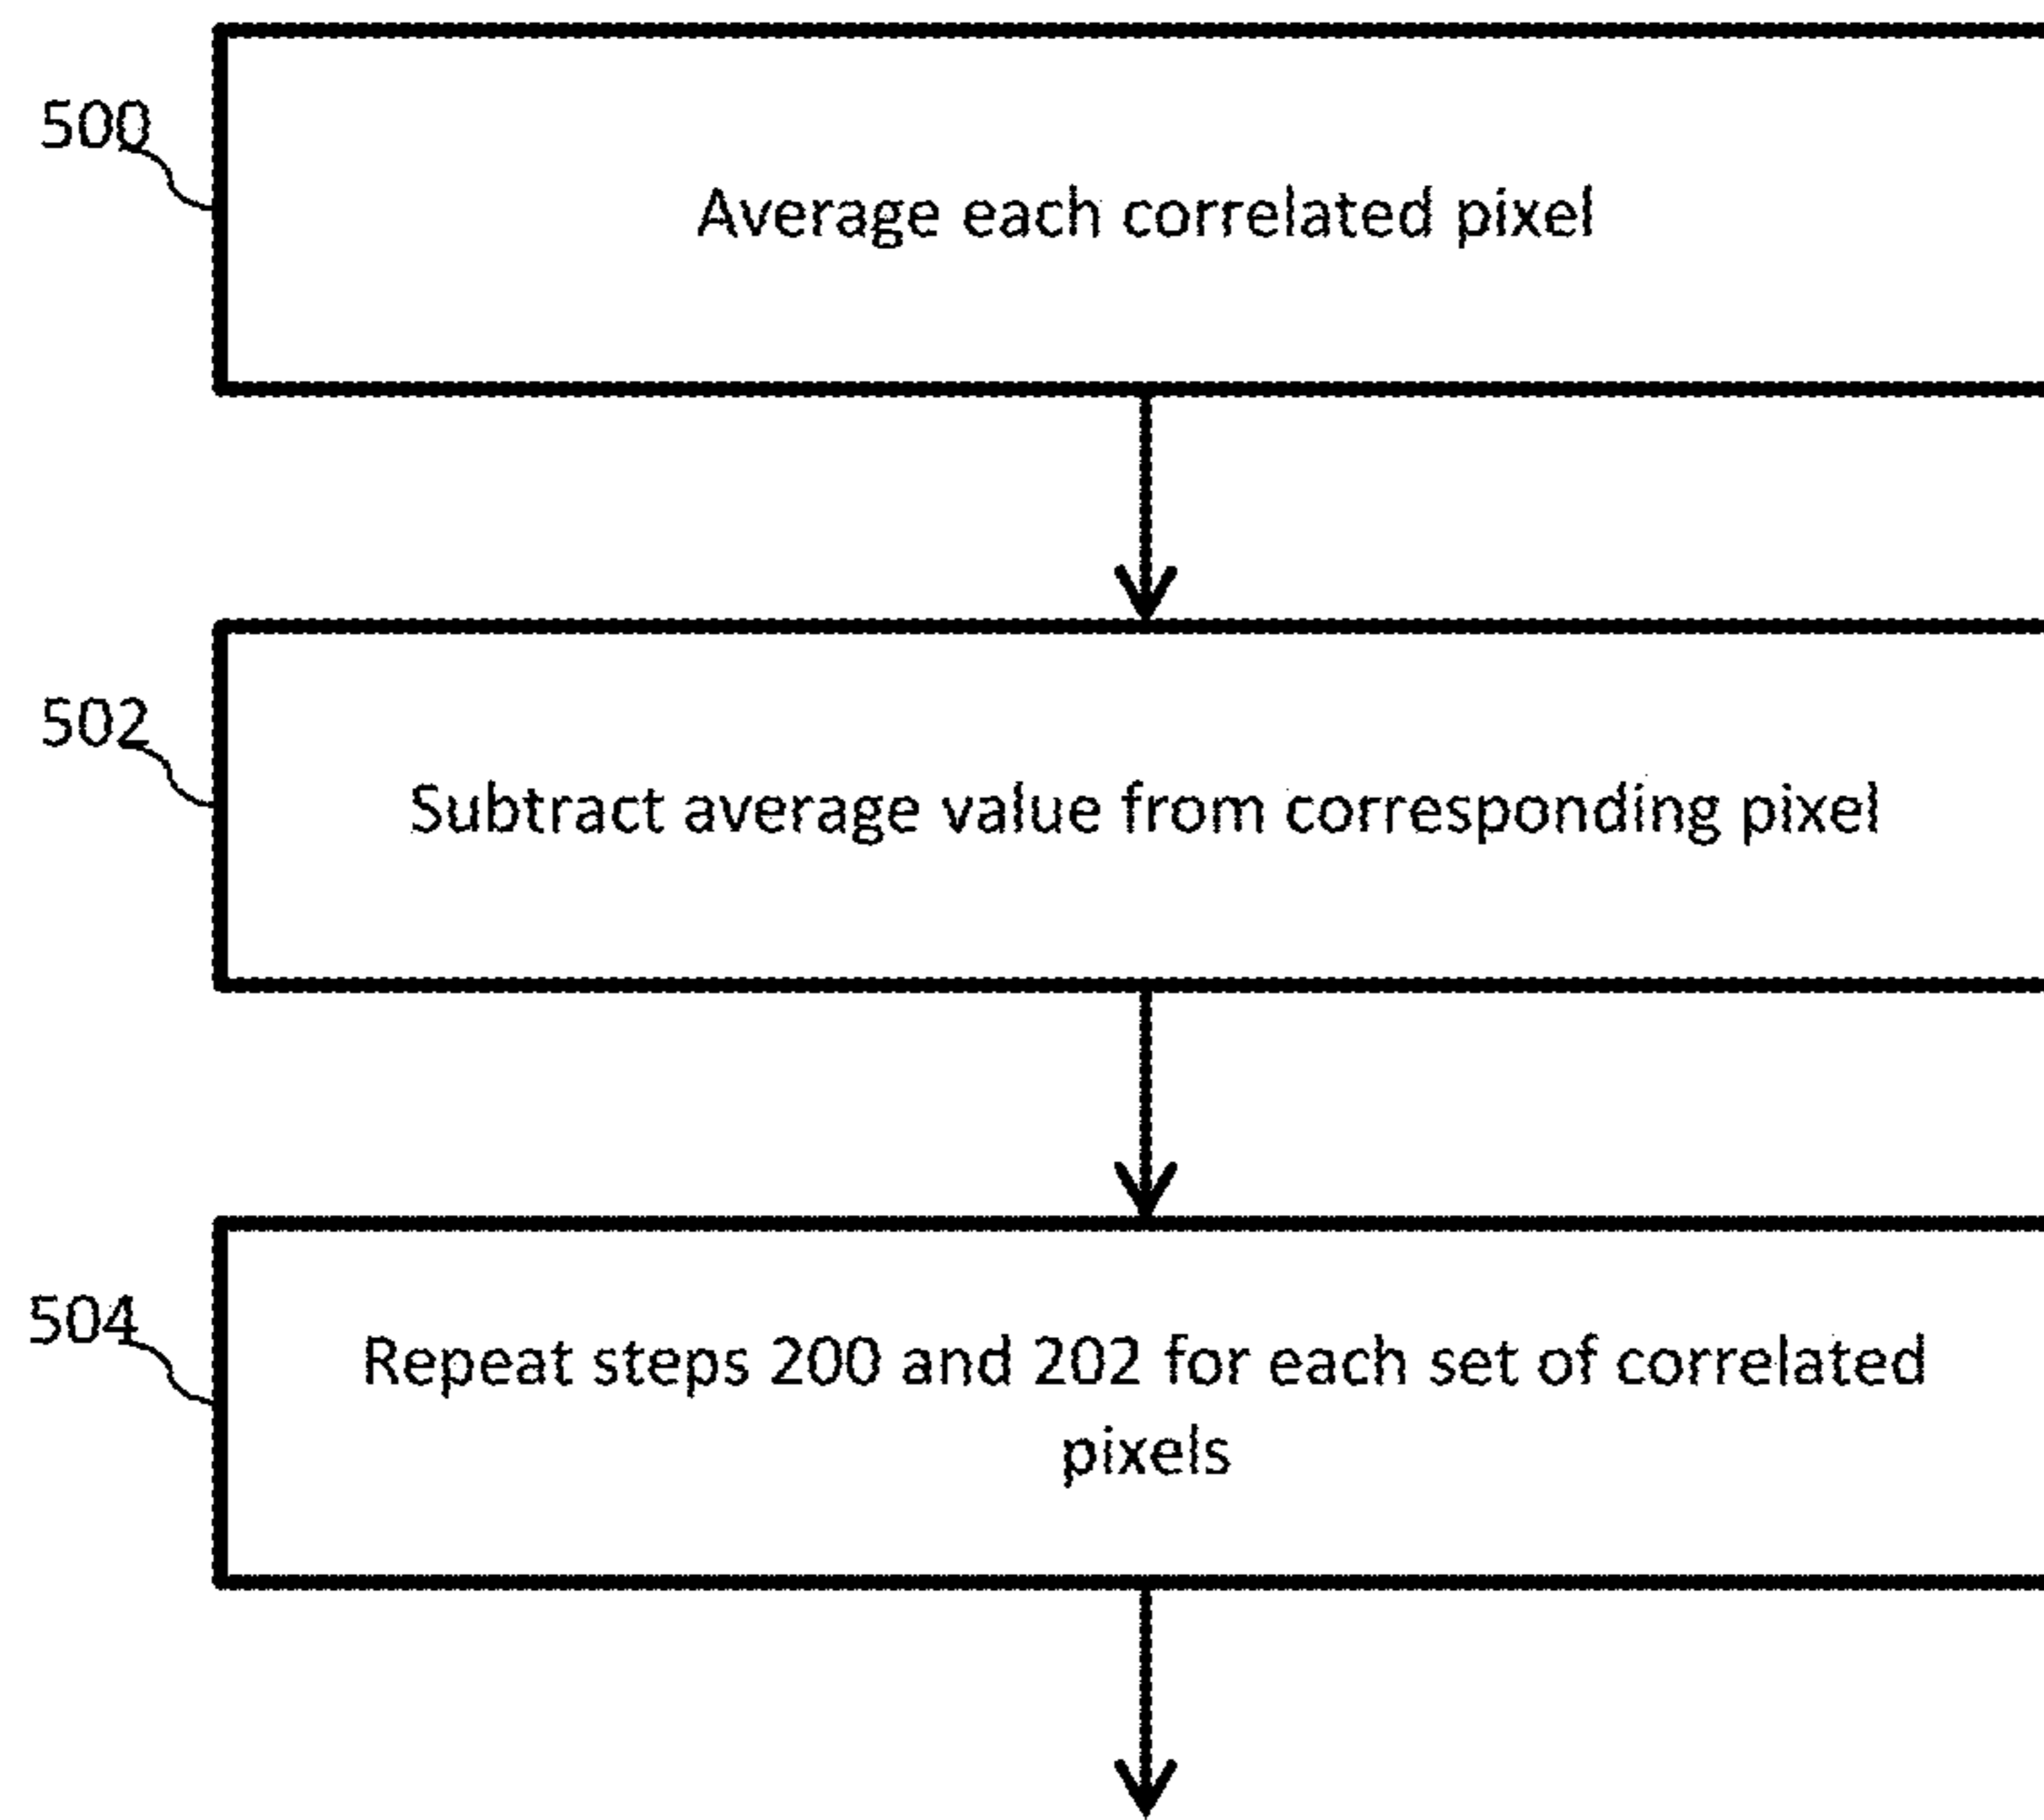 500
Average each correlated pixel
502
Subtract average value from corresponding pixel
504
Repeat steps 200 and 202 for each set of correlated
pixels